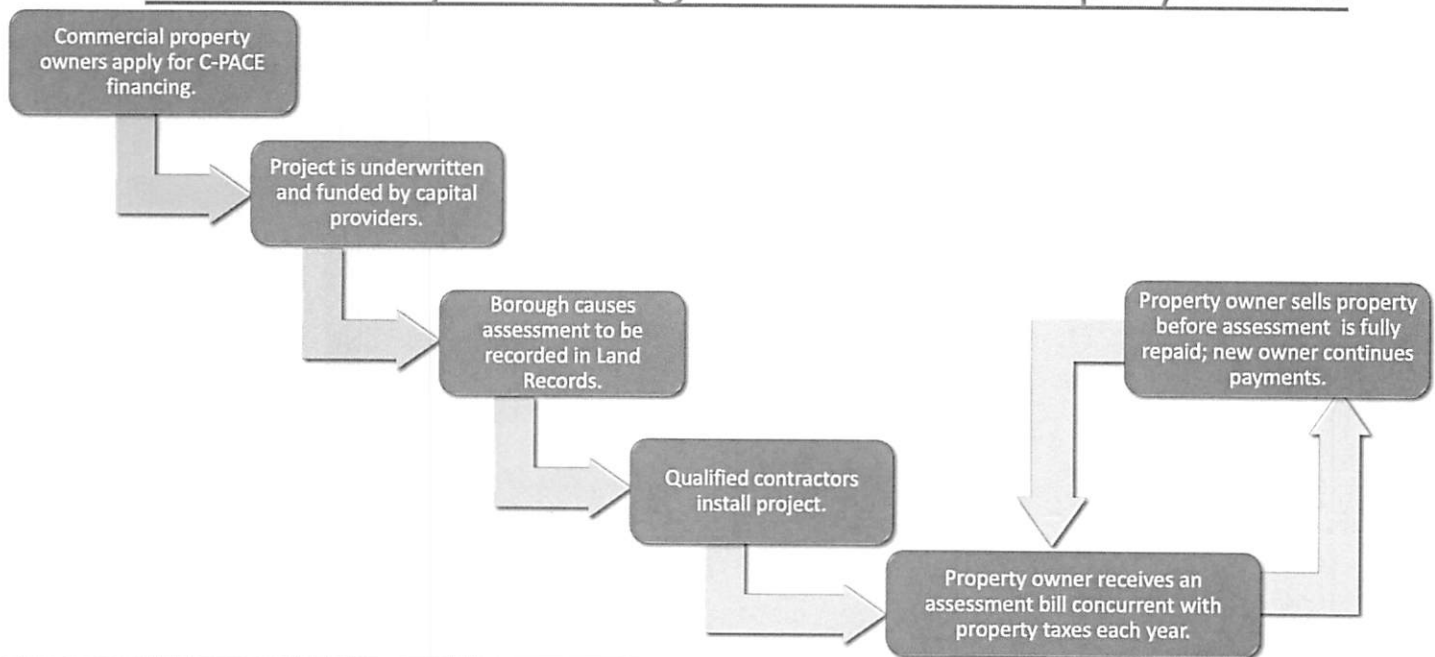 Commercial property
owners apply for C-PACE
financing.
Project is underwritten
and funded by capital
providers.
Borough causes
assessment to be
recorded in Land
Records.
Qualified contractors
install project.
Property owner receives an
assessment bill concurrent with
property taxes each year.
Property owner sells property
before assessment is fully
repaid; new owner continues
payments.